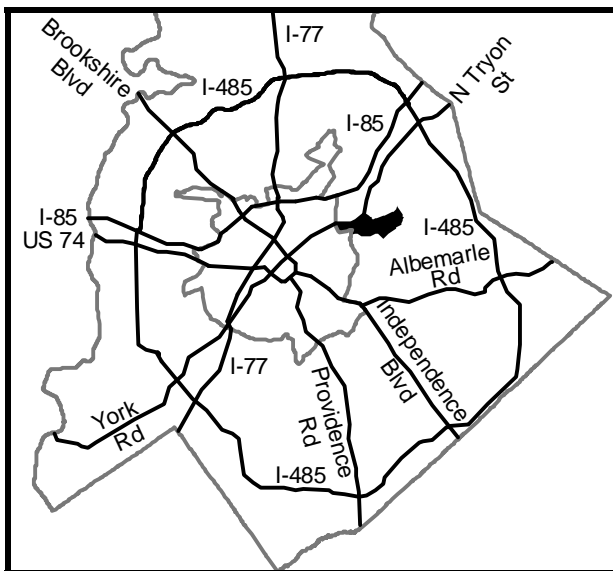 I-77
Brookshire
Blvd
N Tryon
St
I-485
I-85
I-85
US 74
I-485
Albemarle
Rd
Independence
Blvd
I-77
Providence
Rd
York
Rd
I-485